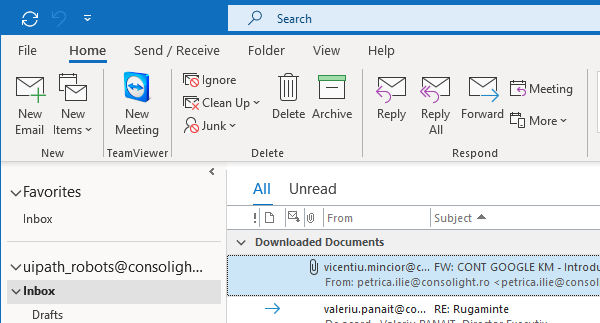 Search
File Home Send / Receive Folder View Help
New Email
New Items
New Meeting
Ignore
Clean Up
Junk
Delete
Archive
Reply
Reply All
Forward
Meeting
More
New TeamViewer Delete Respond
Favorites
Inbox
uipath_robots@consolight...
Inbox
Drafts
All Unread
! From Subject
Downloaded Documents
vicentiu.mincior@c... FW: CONT GOOGLE KM - Introdu
From: petrica.ilie@consolight.ro <petrica.ilie@consol
valeriu.panait@co... RE: Rugaminte